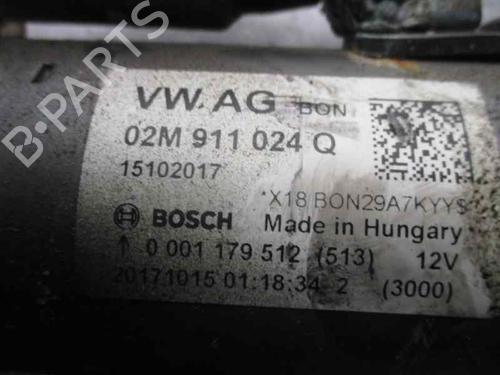 VW.AG BON
02M 911 024 Q
15102017
*X18 BON29A7KYYS*
BOSCH Made in Hungary
0 001 179 512 (513) 12V
20171015 01:18:34 2 (3000)
B-PARTS